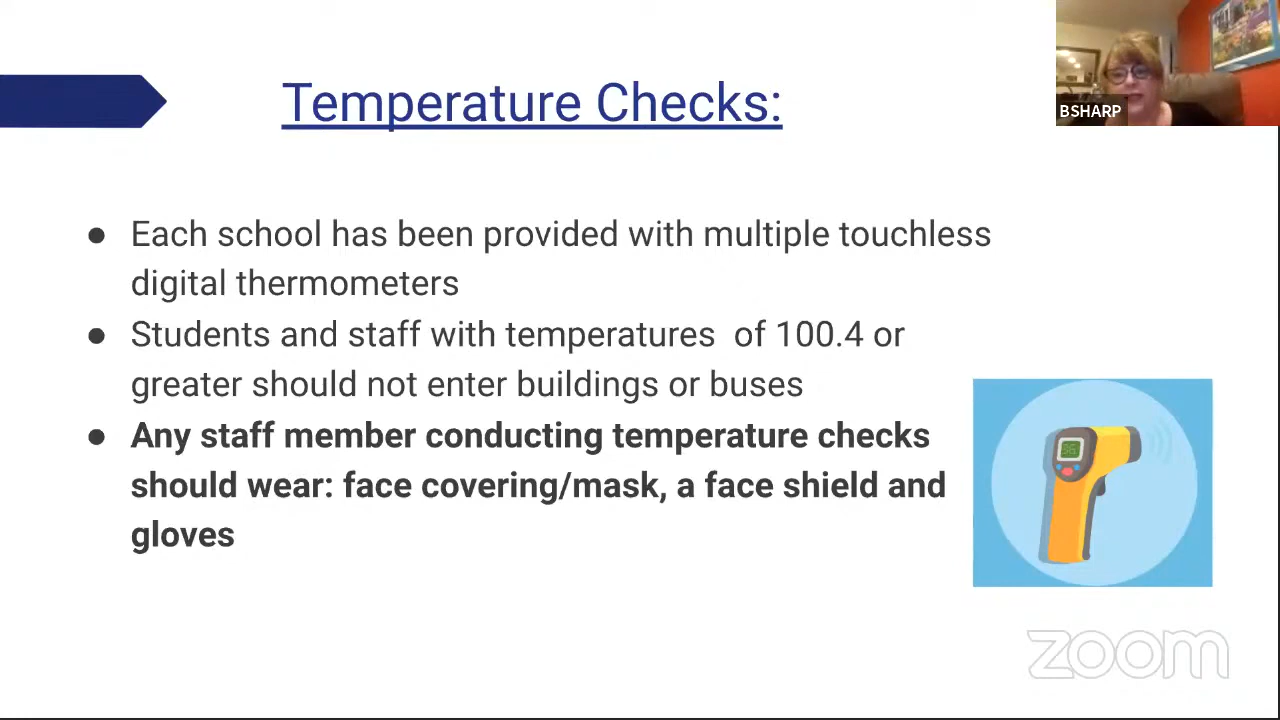 Temperature Checks:
BSHARP
● Each school has been provided with multiple touchless
digital thermometers
● Students and staff with temperatures  of 100.4 or
greater should not enter buildings or buses
● Any staff member conducting temperature checks
should wear: face covering/mask, a face shield and
gloves
zoom